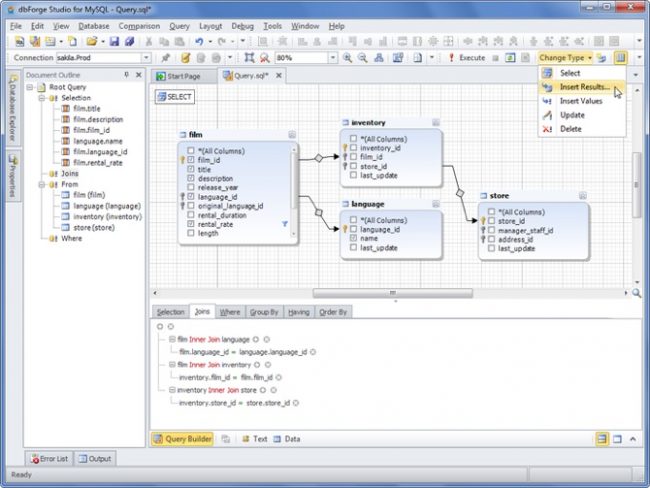 dbForge Studio for MySQL - Query.sql*
File Edit View Database Comparison Query Layout Debug Tools Window Help
Connection sakila.Prod 80% Execute Change Type
Select
Insert Results...
Insert Values
Update
Delete
Database Explorer
Properties
Document Outline
Root Query
Selection
film.title
film.description
film.film_id
language.name
film.language_id
film.rental_rate
Joins
From
film (film)
language (language)
inventory (inventory)
store (store)
Where
Start Page Query.sql*
SELECT
film
*(All Columns)
film_id
title
description
release_year
language_id
original_language_id
rental_duration
rental_rate
length
inventory
*(All Columns)
inventory_id
film_id
store_id
last_update
language
*(All Columns)
language_id
name
last_update
store
*(All Columns)
store_id
manager_staff_id
address_id
last_update
Selection Joins Where Group By Having Order By
film Inner Join language
film.language_id = language.language_id
film Inner Join inventory
inventory.film_id = film.film_id
inventory Inner Join store
inventory.store_id = store.store_id
Query Builder Text Data
Error List Output
Ready